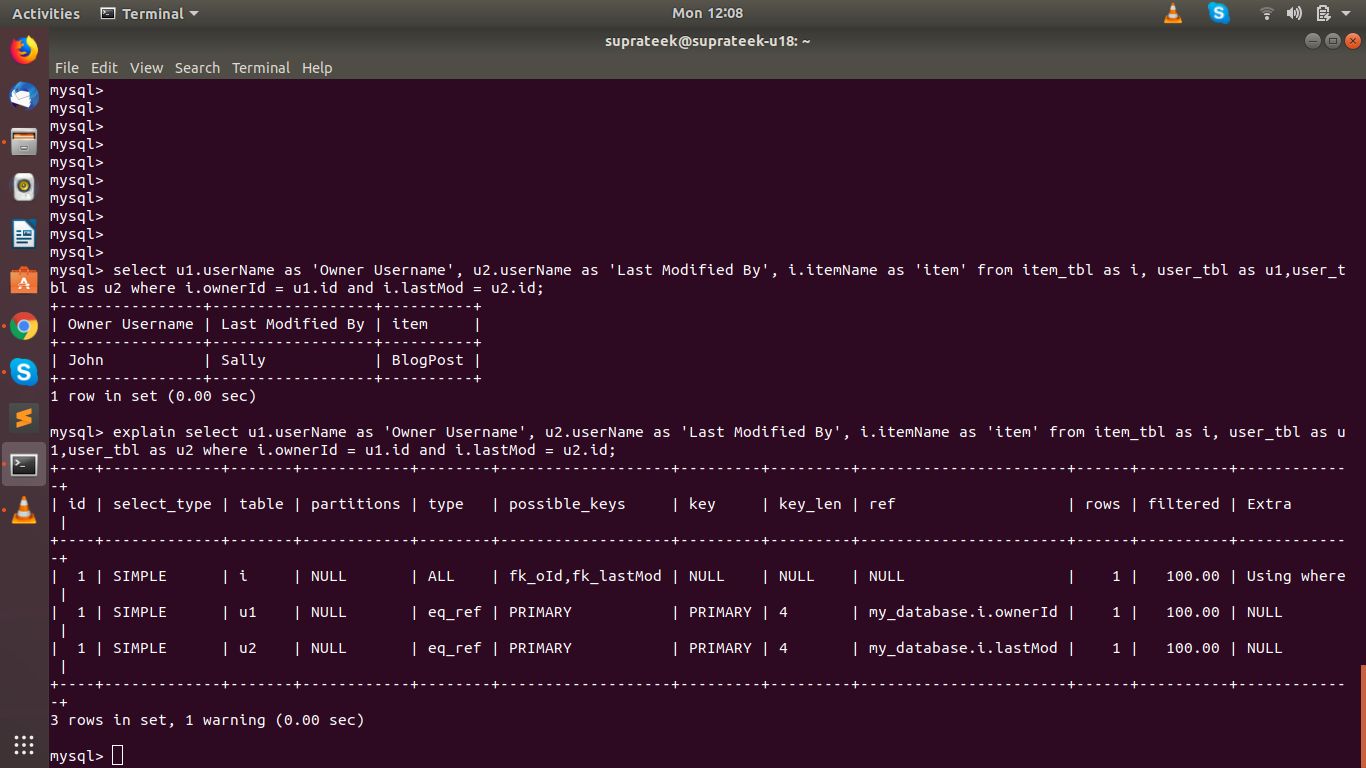 Activities Terminal Mon 12:08
suprateek@suprateek-u18: ~
File Edit View Search Terminal Help
mysql>
mysql>
mysql>
mysql>
mysql>
mysql>
mysql>
mysql>
mysql>
mysql>
mysql> select u1.userName as 'Owner Username', u2.userName as 'Last Modified By', i.itemName as 'item' from item_tbl as i, user_tbl as u1,user_t
bl as u2 where i.ownerId = u1.id and i.lastMod = u2.id;
+----------------+------------------+----------+
| Owner Username | Last Modified By | item     |
+----------------+------------------+----------+
| John           | Sally            | BlogPost |
+----------------+------------------+----------+
1 row in set (0.00 sec)

mysql> explain select u1.userName as 'Owner Username', u2.userName as 'Last Modified By', i.itemName as 'item' from item_tbl as i, user_tbl as u
1,user_tbl as u2 where i.ownerId = u1.id and i.lastMod = u2.id;
+----+-------------+-------+------------+--------+-------------------+---------+---------+-----------------------+------+----------+------------
-+
| id | select_type | table | partitions | type   | possible_keys     | key     | key_len | ref                   | rows | filtered | Extra
 |
+----+-------------+-------+------------+--------+-------------------+---------+---------+-----------------------+------+----------+------------
-+
|  1 | SIMPLE      | i     | NULL       | ALL    | fk_oId,fk_lastMod | NULL    | NULL    | NULL                  |    1 |   100.00 | Using where
 |
|  1 | SIMPLE      | u1    | NULL       | eq_ref | PRIMARY           | PRIMARY | 4       | my_database.i.ownerId |    1 |   100.00 | NULL
 |
|  1 | SIMPLE      | u2    | NULL       | eq_ref | PRIMARY           | PRIMARY | 4       | my_database.i.lastMod |    1 |   100.00 | NULL
 |
+----+-------------+-------+------------+--------+-------------------+---------+---------+-----------------------+------+----------+------------
-+
3 rows in set, 1 warning (0.00 sec)

mysql>